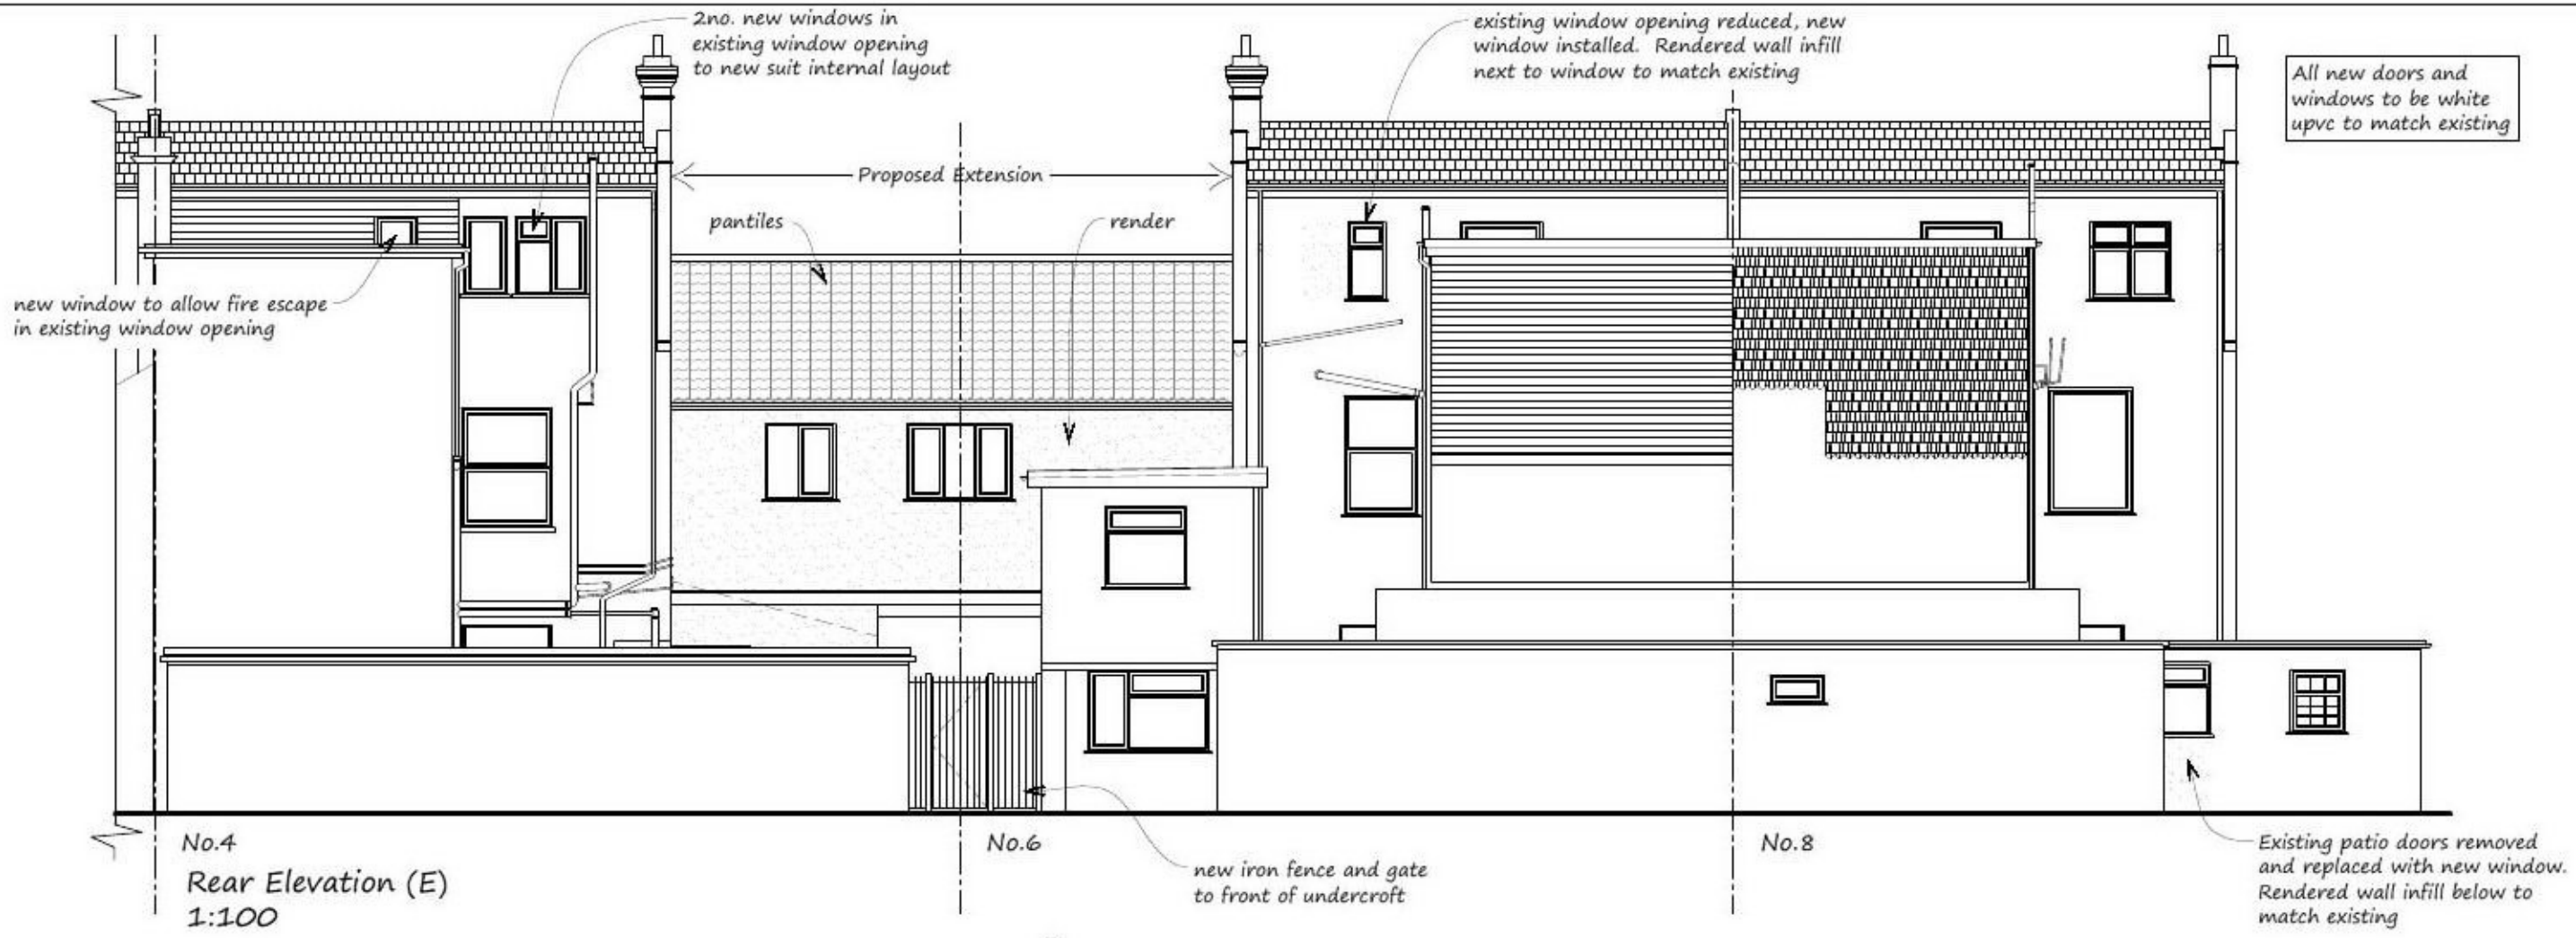 2no. new windows in
existing window opening
to new suit internal layout
existing window opening reduced, new
window installed. Rendered wall infill
next to window to match existing
All new doors and
windows to be white
upvc to match existing
Proposed Extension
pantiles
render
new window to allow fire escape
in existing window opening
No.4
No.6
No.8
Rear Elevation (E)
1:100
new iron fence and gate
to front of undercroft
Existing patio doors removed
and replaced with new window.
Rendered wall infill below to
match existing